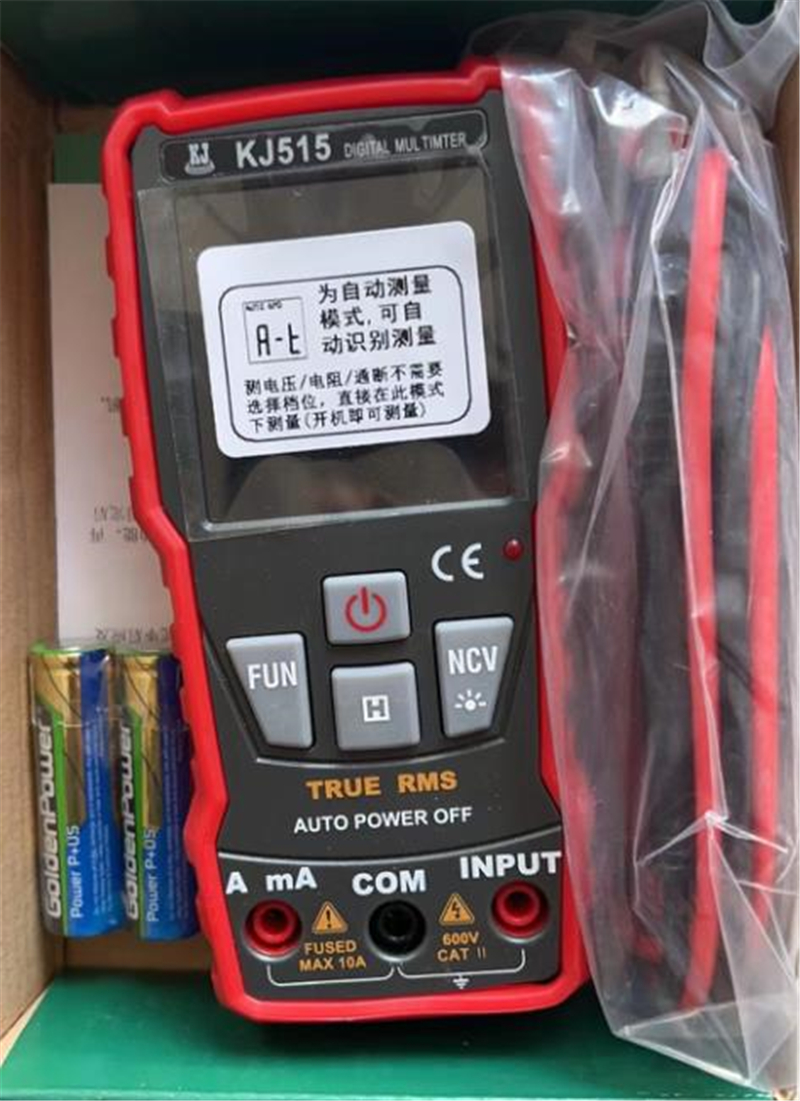 KJ KJ515 DIGITAL MULTIMTER
AUTO
A-t
为自动测量
模式,可自
动识别测量
测电压/电阻/通断不需要
选择档位，直接在此模式
下测量(开机即可测量)
CE
FUN
NCV
H
TRUE RMS
AUTO POWER OFF
A mA COM INPUT
FUSED
MAX 10A
600V
CAT II
GoldenPower
Power P+US
GoldenPower
Power P+US